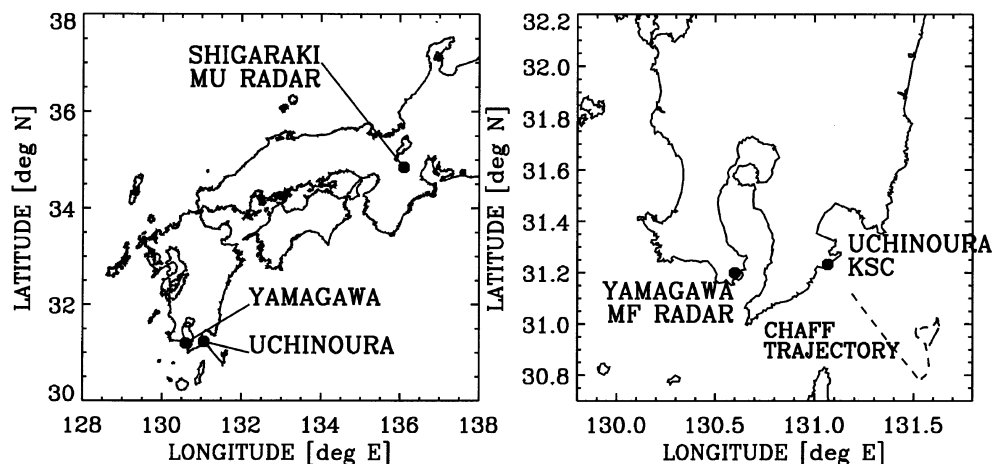 38
36
34
32
30
LATITUDE [deg N]
SHIGARAKI
MU RADAR
YAMAGAWA
UCHINOURA
128 130 132 134 136 138
LONGITUDE [deg E]
32.2
32.0
31.8
31.6
31.4
31.2
31.0
30.8
LATITUDE [deg N]
UCHINOURA
KSC
YAMAGAWA
MF RADAR
CHAFF
TRAJECTORY
130.0 130.5 131.0 131.5
LONGITUDE [deg E]